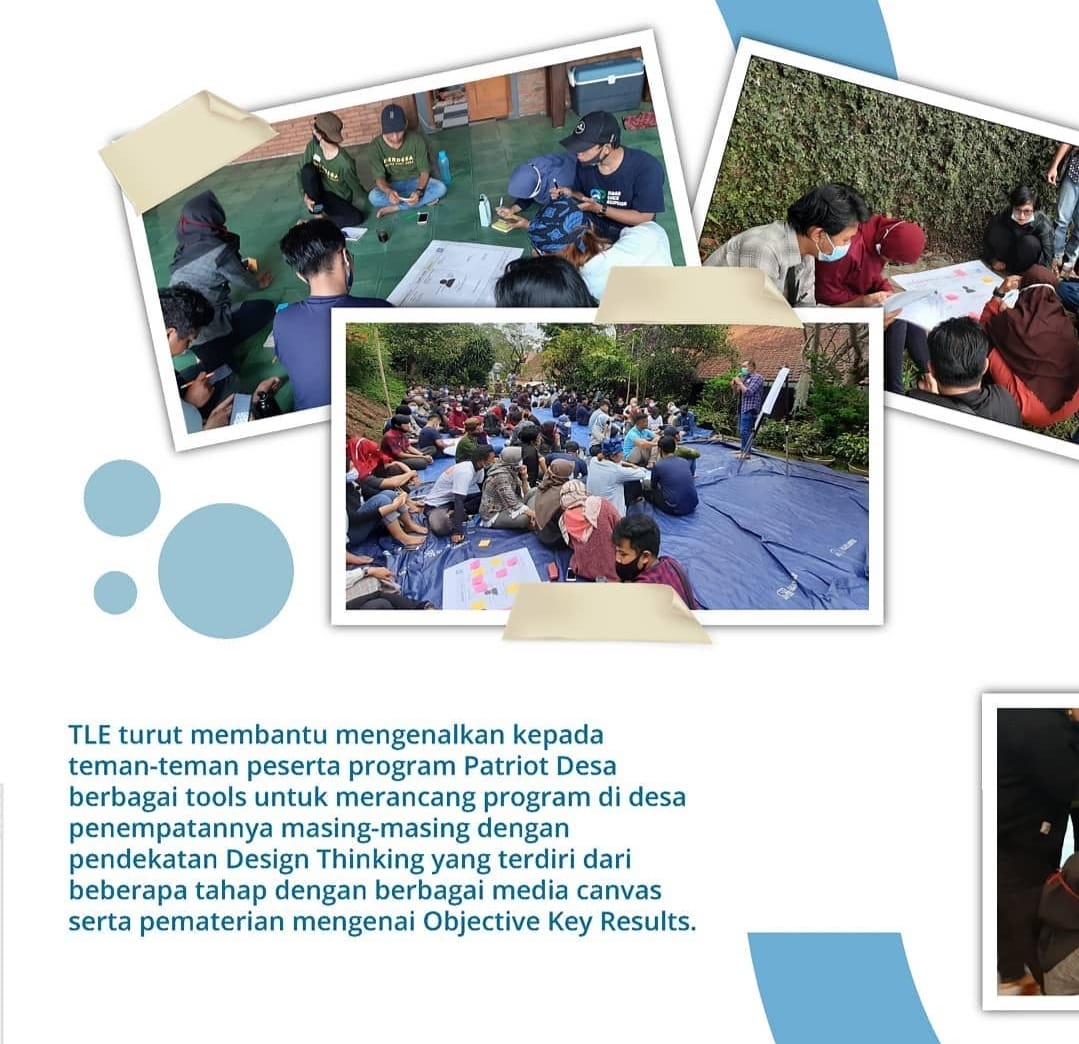 TLE turut membantu mengenalkan kepada
teman-teman peserta program Patriot Desa
berbagai tools untuk merancang program di desa
penempatannya masing-masing dengan
pendekatan Design Thinking yang terdiri dari
beberapa tahap dengan berbagai media canvas
serta pematerian mengenai Objective Key Results.